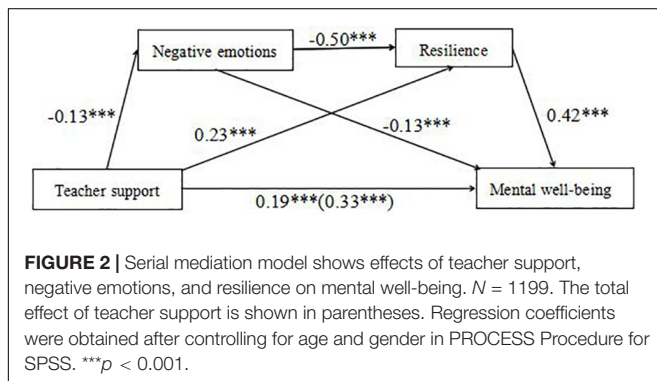 Negative emotions
-0.50***
Resilience
-0.13***
0.23***
-0.13***
0.42***
Teacher support
Mental well-being
0.19***(0.33***)
FIGURE 2 | Serial mediation model shows effects of teacher support,
negative emotions, and resilience on mental well-being. N = 1199. The total
effect of teacher support is shown in parentheses. Regression coefficients
were obtained after controlling for age and gender in PROCESS Procedure for
SPSS. ***p < 0.001.